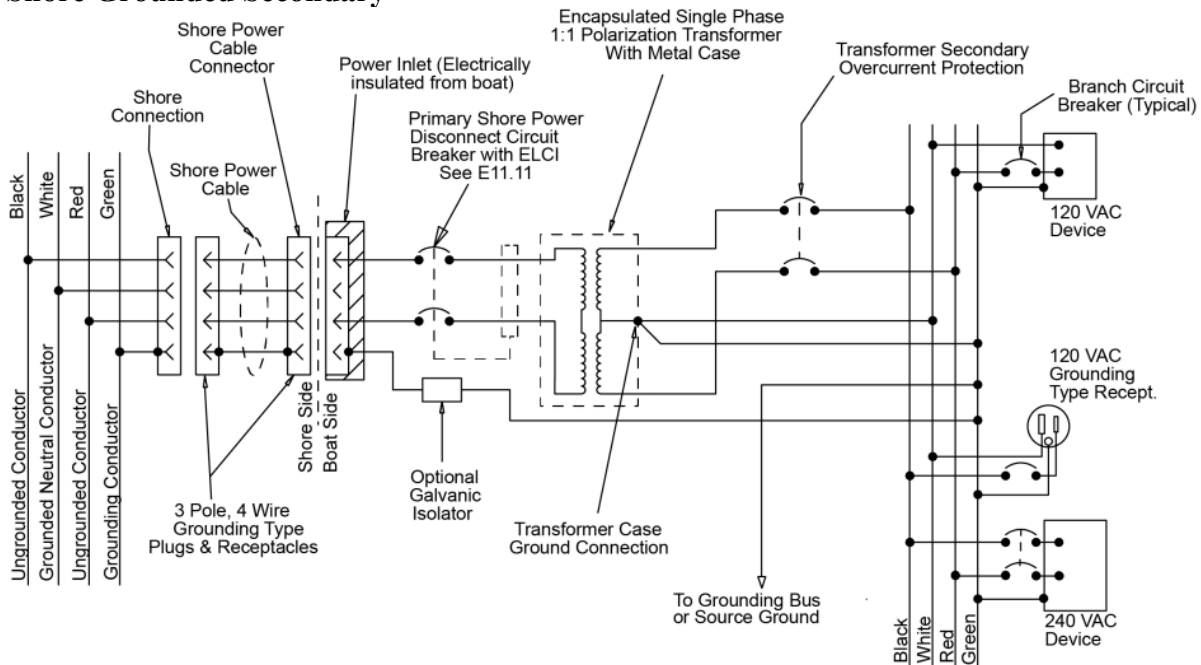 Shore Grounded Secondary
Encapsulated Single Phase
1:1 Polarization Transformer
With Metal Case
Shore Power
Cable
Connector
Power Inlet (Electrically
insulated from boat)
Transformer Secondary
Overcurrent Protection
Branch Circuit
Breaker (Typical)
Shore
Connection
Primary Shore Power
Disconnect Circuit
Breaker with ELCI
See E11.11
Shore Power
Cable
Black
White
Red
Green
120 VAC
Device
120 VAC
Grounding
Type Recept.
Ungrounded Conductor
Grounded Neutral Conductor
Ungrounded Conductor
Grounding Conductor
Shore Side
Boat Side
3 Pole, 4 Wire
Grounding Type
Plugs & Receptacles
Optional
Galvanic
Isolator
Transformer Case
Ground Connection
To Grounding Bus
or Source Ground
Black
White
Red
Green
240 VAC
Device